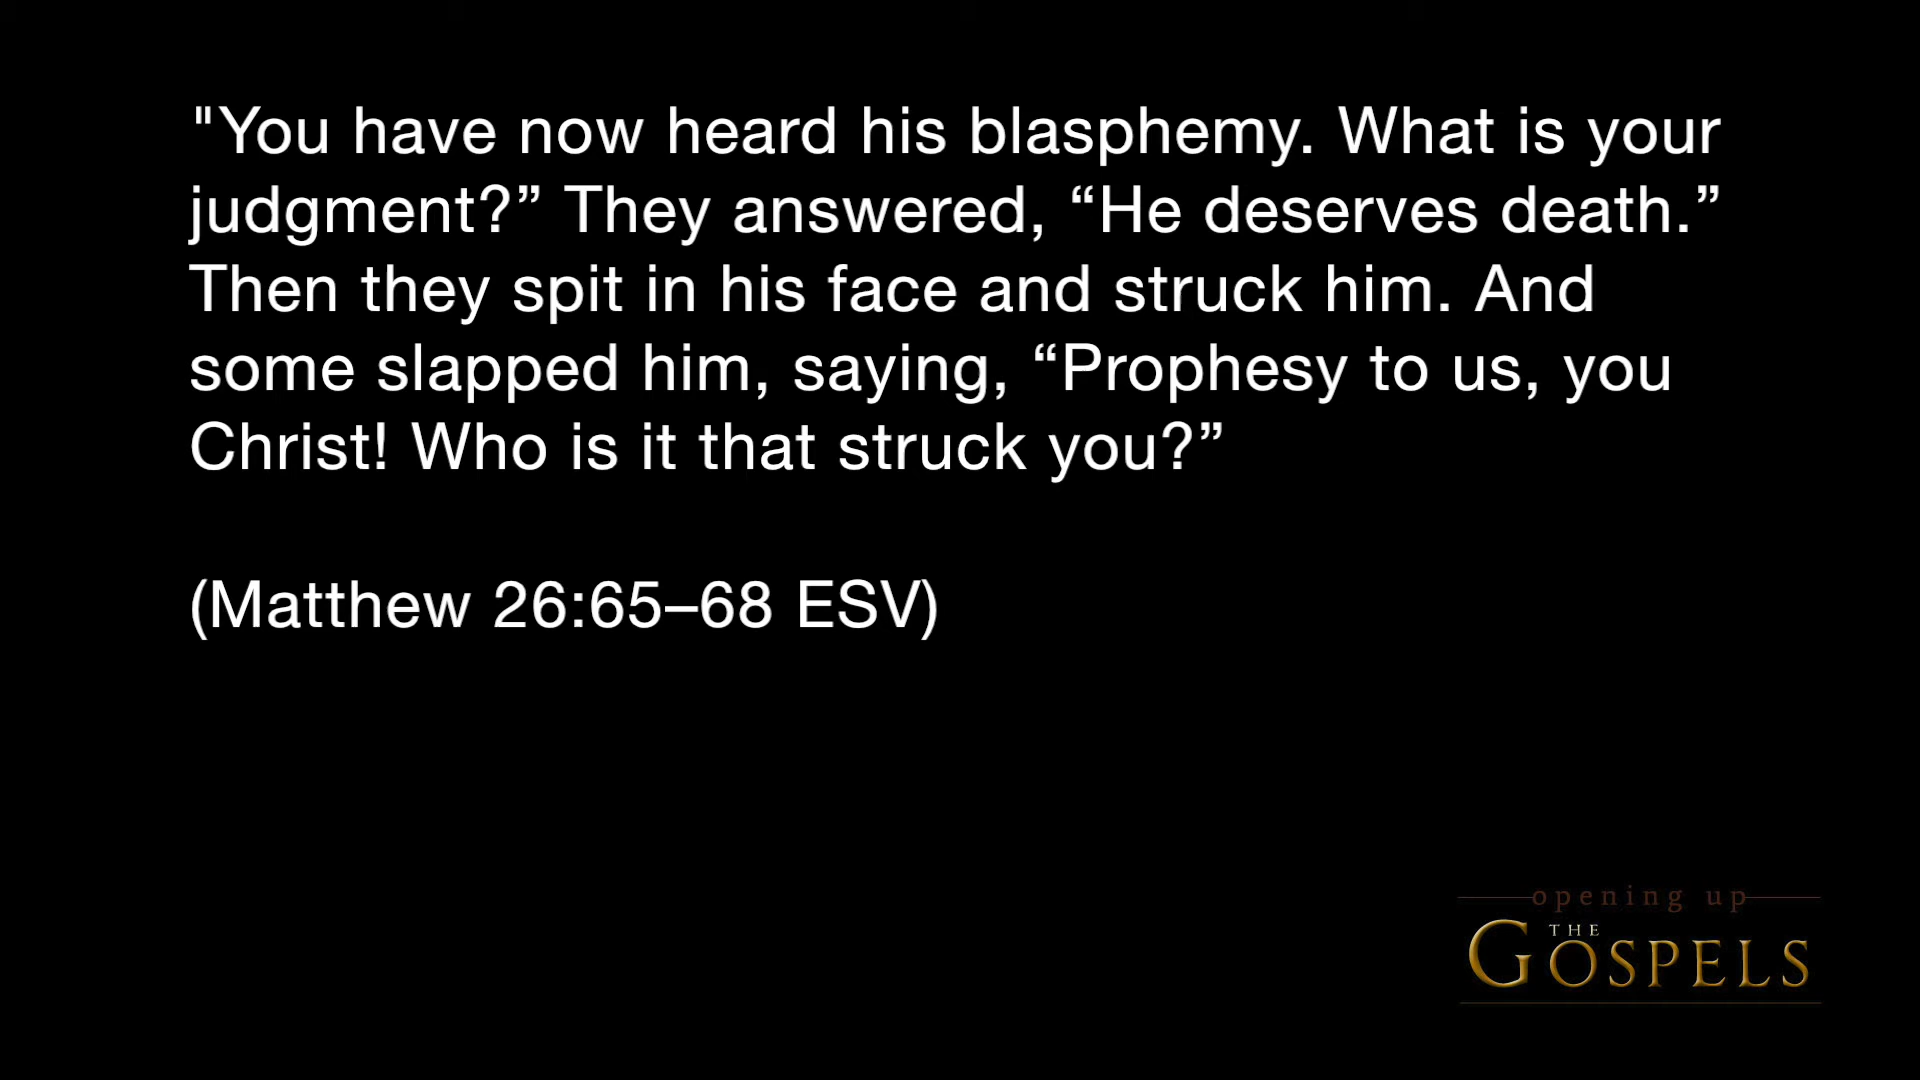 "You have now heard his blasphemy. What is your
judgment?” They answered, “He deserves death.”
Then they spit in his face and struck him. And
some slapped him, saying, “Prophesy to us, you
Christ! Who is it that struck you?”
(Matthew 26:65–68 ESV)
opening up
THE
GOSPELS